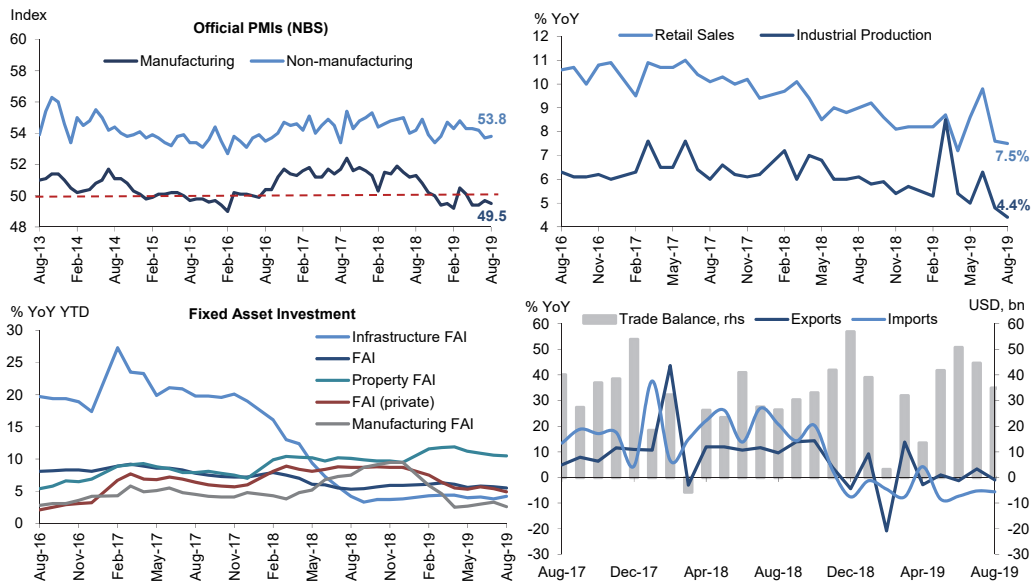 Index
Official PMIs (NBS)
60
58
56
54
52
50
48
Manufacturing
Non-manufacturing
53.8
49.5
Aug-13
Feb-14
Aug-14
Feb-15
Aug-15
Feb-16
Aug-16
Feb-17
Aug-17
Feb-18
Aug-18
Feb-19
Aug-19
% YoY
12
11
10
9
8
7
6
5
4
Retail Sales
Industrial Production
7.5%
4.4%
Aug-16
Nov-16
Feb-17
May-17
Aug-17
Nov-17
Feb-18
May-18
Aug-18
Nov-18
Feb-19
May-19
Aug-19
% YoY YTD
Fixed Asset Investment
30
25
20
15
10
5
0
Infrastructure FAI
FAI
Property FAI
FAI (private)
Manufacturing FAI
Aug-16
Nov-16
Feb-17
May-17
Aug-17
Nov-17
Feb-18
May-18
Aug-18
Nov-18
Feb-19
May-19
Aug-19
% YoY
USD, bn
60
50
40
30
20
10
0
-10
-20
-30
Trade Balance, rhs
Exports
Imports
60
50
40
30
20
10
0
-10
-20
-30
Aug-17
Dec-17
Apr-18
Aug-18
Dec-18
Apr-19
Aug-19